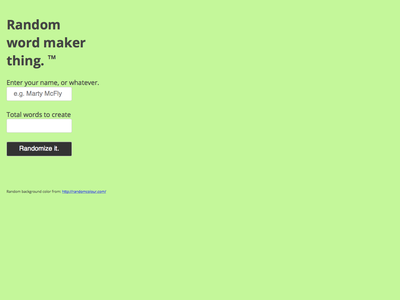 Random
word maker
thing. ™
Enter your name, or whatever.
e.g. Marty McFly
Total words to create
Randomize it.
Random background color from: http://randomcolour.com/